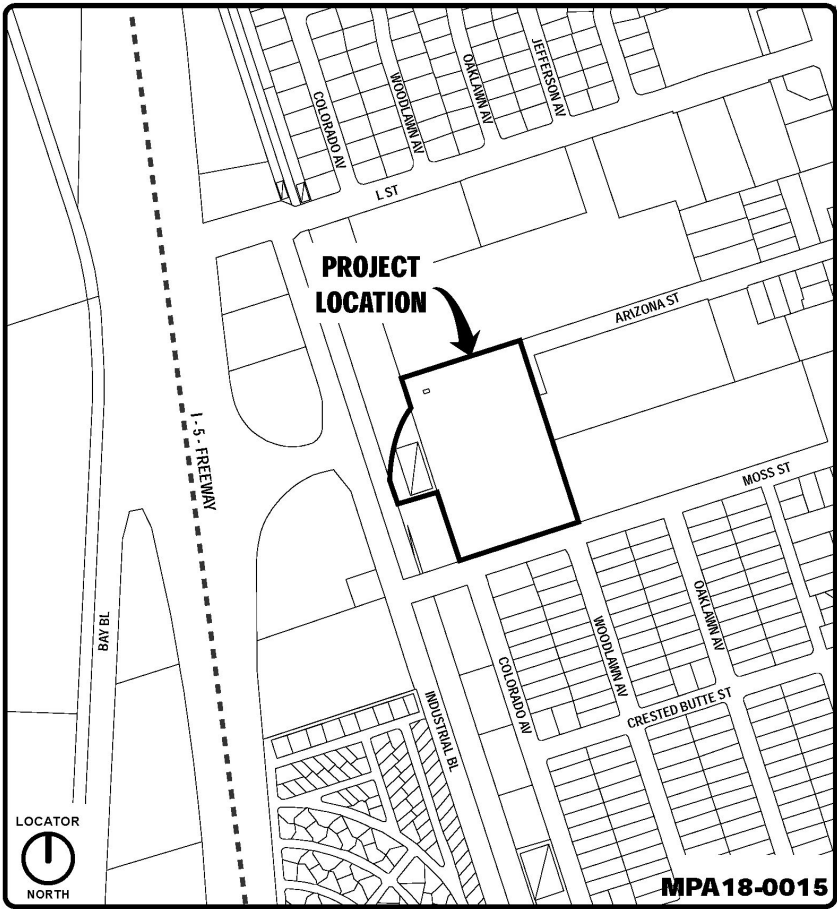 COLORADO AV
WOODLAWN AV
OAKLAWN AV
JEFFERSON AV
L ST
PROJECT
LOCATION
ARIZONA ST
I - 5 - FREEWAY
MOSS ST
BAY BL
COLORADO AV
WOODLAWN AV
OAKLAWN AV
INDUSTRIAL BL
CRESTED BUTTE ST
LOCATOR
NORTH
MPA18-0015